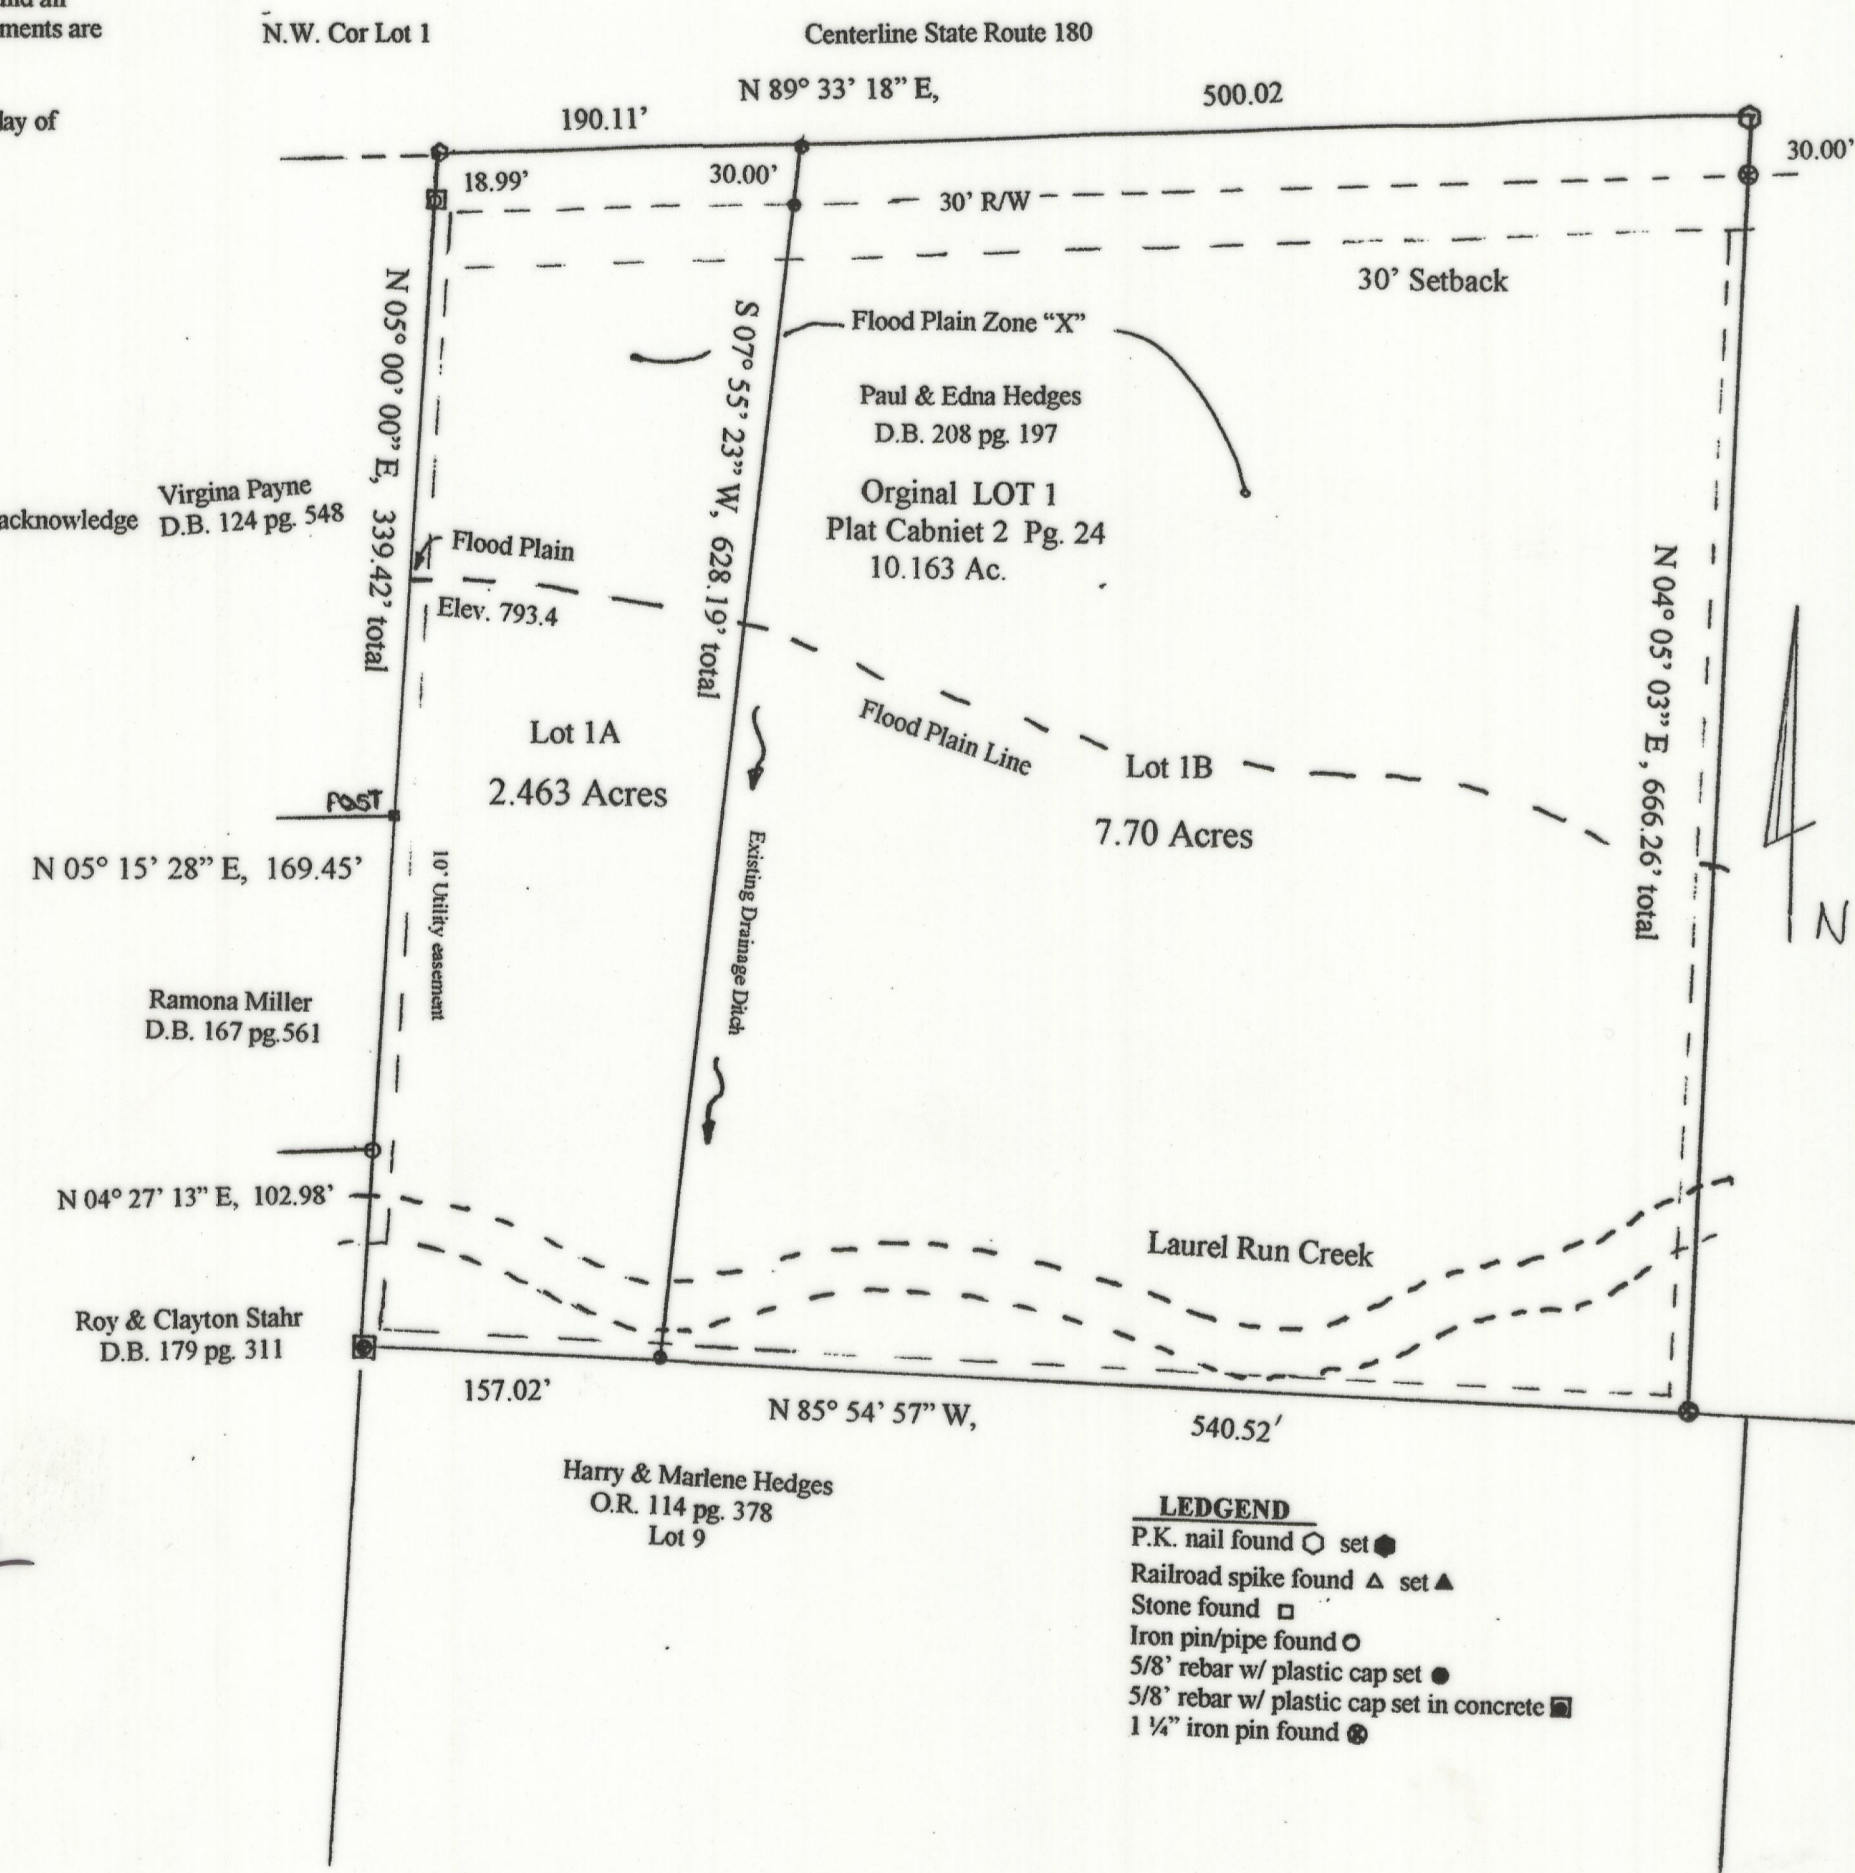 ments are
N.W. Cor Lot 1
Centerline State Route 180
N 89° 33’ 18” E,
500.02
lay of
190.11’
30.00’
18.99’
30.00’
30’ R/W
30’ Setback
N 05° 00’ 00” E, 339.42’ total
S 07° 55’ 23” W, 628.19’ total
Flood Plain Zone “X”
Paul & Edna Hedges
D.B. 208 pg. 197
Orginal LOT 1
Plat Cabniet 2 Pg. 24
10.163 Ac.
Virgina Payne
D.B. 124 pg. 548
acknowledge
Flood Plain
Elev. 793.4
N 04° 05’ 03” E, 666.26’ total
Flood Plain Line
Lot 1A
2.463 Acres
Lot 1B
7.70 Acres
POST
N 05° 15’ 28” E, 169.45’
10’ Utility easement
Existing Drainage Ditch
N
Ramona Miller
D.B. 167 pg.561
N 04° 27’ 13” E, 102.98’
Laurel Run Creek
Roy & Clayton Stahr
D.B. 179 pg. 311
157.02’
N 85° 54’ 57” W,
540.52’
Harry & Marlene Hedges
O.R. 114 pg. 378
Lot 9
LEDGEND
P.K. nail found set
Railroad spike found set
Stone found
Iron pin/pipe found
5/8’ rebar w/ plastic cap set
5/8’ rebar w/ plastic cap set in concrete
1 ¼” iron pin found